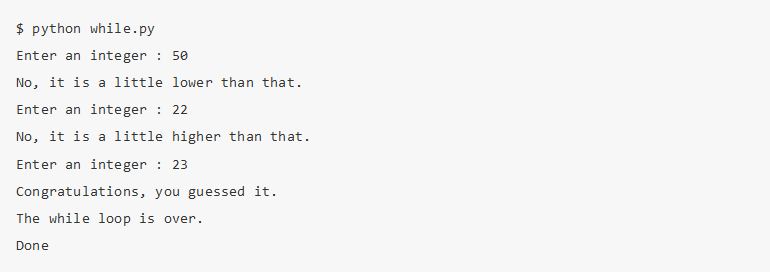 $ python while.py
Enter an integer : 50
No, it is a little lower than that.
Enter an integer : 22
No, it is a little higher than that.
Enter an integer : 23
Congratulations, you guessed it.
The while loop is over.
Done